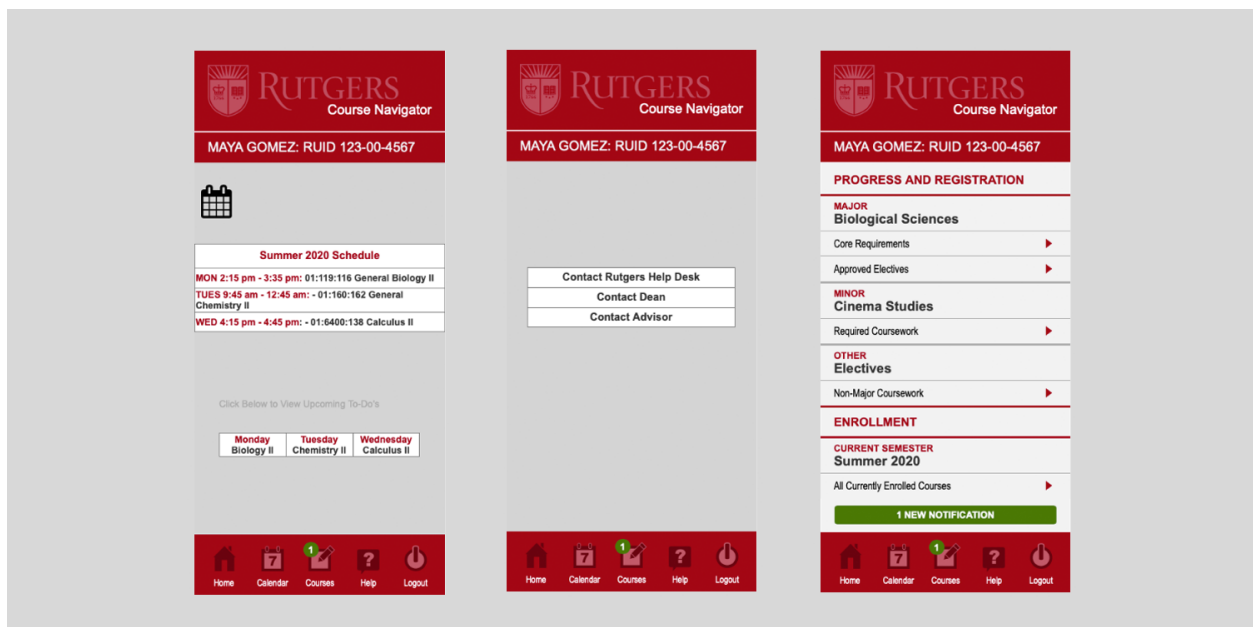 RUTGERS
Course Navigator
MAYA GOMEZ: RUID 123-00-4567
Summer 2020 Schedule
MON 2:15 pm - 3:35 pm: 01:119:116 General Biology II
TUES 9:45 am - 12:45 am: - 01:160:162 General
Chemistry II
WED 4:15 pm - 4:45 pm: - 01:6400:138 Calculus II
Click Below to View Upcoming To-Do's
Monday Tuesday Wednesday
Biology II Chemistry II Calculus II
7 1 ?
Home Calendar Courses Help Logout
RUTGERS
Course Navigator
MAYA GOMEZ: RUID 123-00-4567
Contact Rutgers Help Desk
Contact Dean
Contact Advisor
7 1 ?
Home Calendar Courses Help Logout
RUTGERS
Course Navigator
MAYA GOMEZ: RUID 123-00-4567
PROGRESS AND REGISTRATION
MAJOR
Biological Sciences
Core Requirements
Approved Electives
MINOR
Cinema Studies
Required Coursework
OTHER
Electives
Non-Major Coursework
ENROLLMENT
CURRENT SEMESTER
Summer 2020
All Currently Enrolled Courses
1 NEW NOTIFICATION
7 1 ?
Home Calendar Courses Help Logout